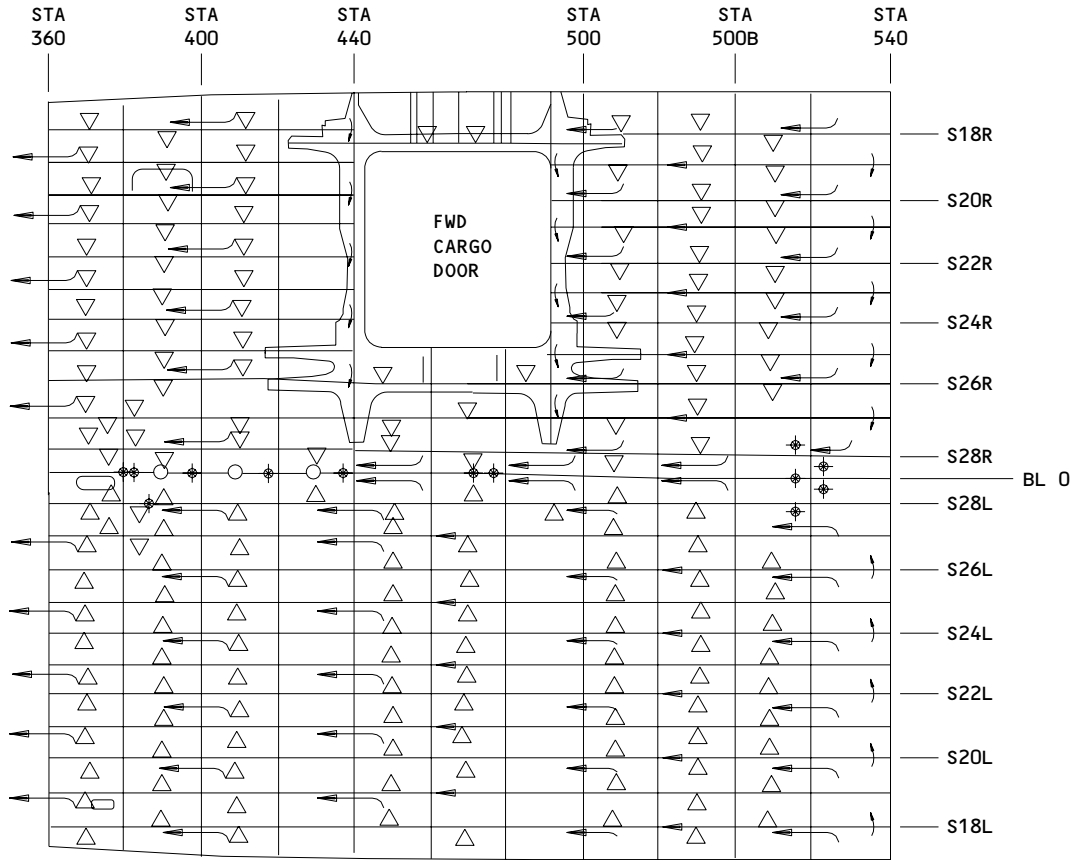 STA STA STA STA STA STA
360 400 440 500 500B 540
S18R
S20R
FWD
CARGO
DOOR
S22R
S24R
S26R
S28R
BL 0
S28L
S26L
S24L
S22L
S20L
S18L